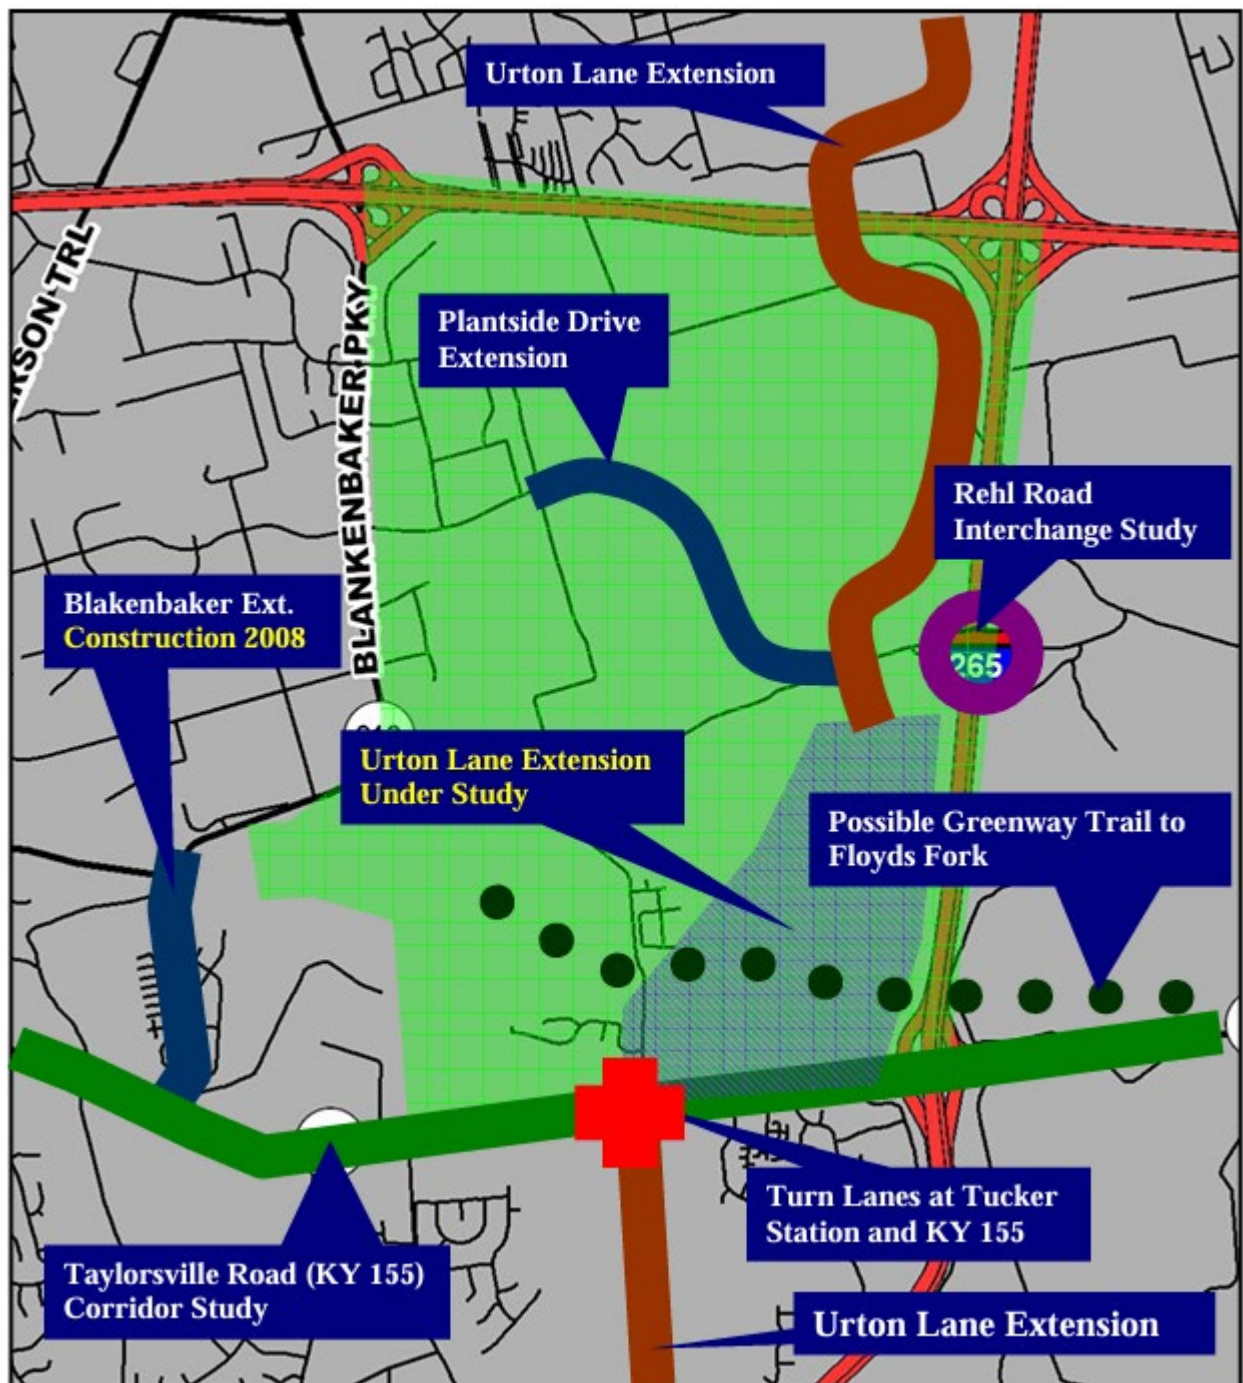 Urton Lane Extension
RSON TRL
BLANKENBAKER PKY
Plantside Drive
Extension
Rehl Road
Interchange Study
Blakenbaker Ext.
Construction 2008
265
Urton Lane Extension
Under Study
Possible Greenway Trail to
Floyds Fork
Turn Lanes at Tucker
Station and KY 155
Taylorsville Road (KY 155)
Corridor Study
Urton Lane Extension